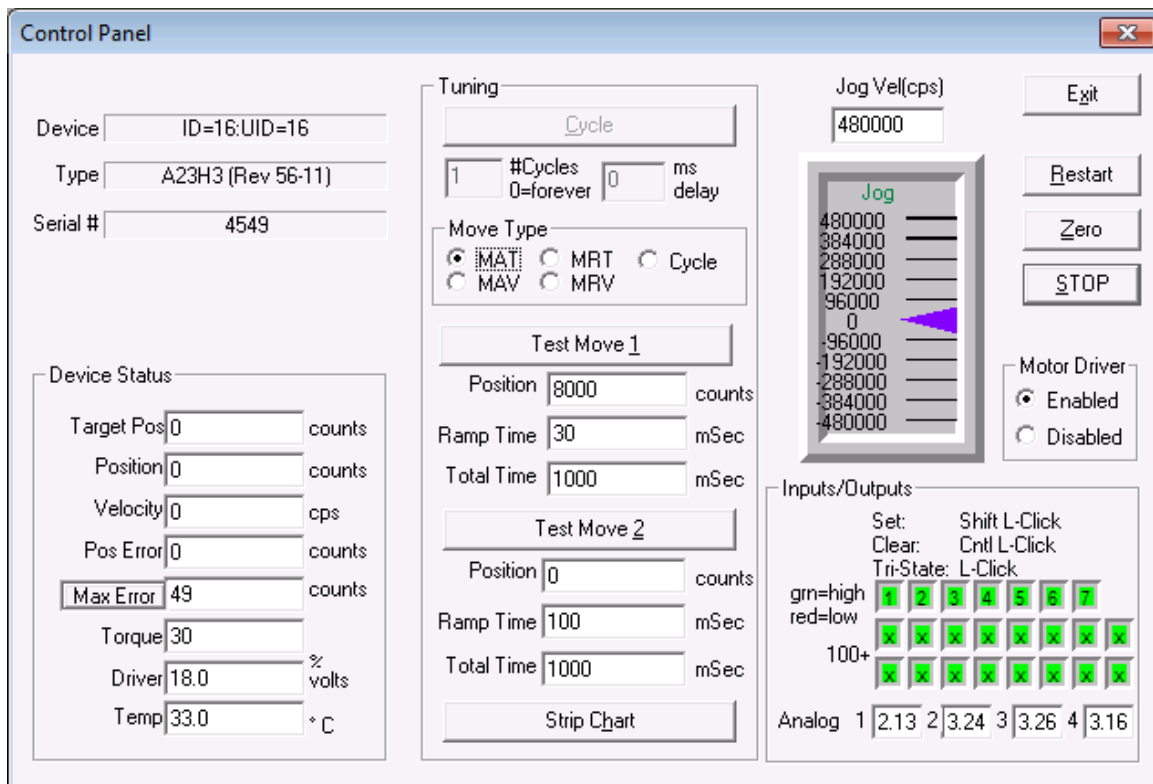 Control Panel
Device ID=16:UID=16
Type A23H3 (Rev 56-11)
Serial # 4549
Device Status
Target Pos 0 counts
Position 0 counts
Velocity 0 cps
Pos Error 0 counts
Max Error 49 counts
Torque 30 %
Driver 18.0 volts
Temp 33.0 ° C
Tuning
Cycle
1 #Cycles 0 ms
0=forever delay
Move Type
MAT MRT Cycle
MAV MRV
Test Move 1
Position 8000 counts
Ramp Time 30 mSec
Total Time 1000 mSec
Test Move 2
Position 0 counts
Ramp Time 100 mSec
Total Time 1000 mSec
Strip Chart
Jog Vel(cps)
480000
Jog
480000
384000
288000
192000
96000
0
-96000
-192000
-288000
-384000
-480000
Exit
Restart
Zero
STOP
Motor Driver
Enabled
Disabled
Inputs/Outputs
Set: Shift L-Click
Clear: Cntl L-Click
Tri-State: L-Click
grn=high 1 2 3 4 5 6 7
red=low
x x x x x x x x
100+
x x x x x x x x
Analog 1 2.13 2 3.24 3 3.26 4 3.16